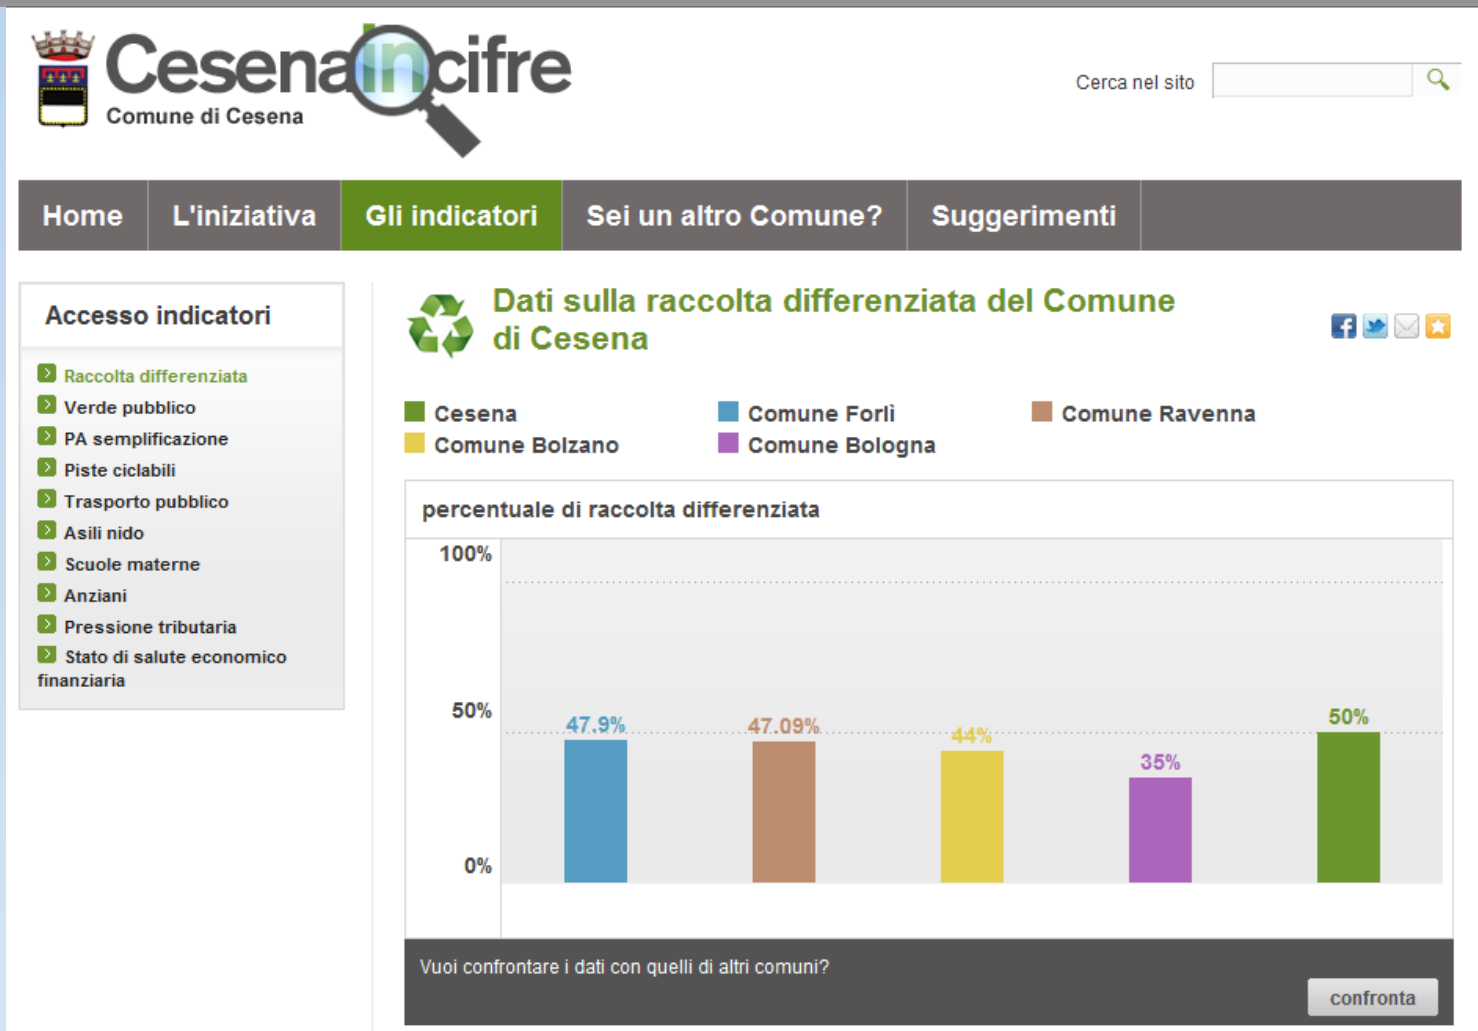 Cesenaincifre
Comune di Cesena
Cerca nel sito
Home
L'iniziativa
Gli indicatori
Sei un altro Comune?
Suggerimenti
Accesso indicatori
Raccolta differenziata
Verde pubblico
PA semplificazione
Piste ciclabili
Trasporto pubblico
Asili nido
Scuole materne
Anziani
Pressione tributaria
Stato di salute economico
finanziaria
Dati sulla raccolta differenziata del Comune
di Cesena
Cesena
Comune Forlì
Comune Ravenna
Comune Bolzano
Comune Bologna
percentuale di raccolta differenziata
100%
50%
0%
47.9%
47.09%
44%
35%
50%
Vuoi confrontare i dati con quelli di altri comuni?
confronta